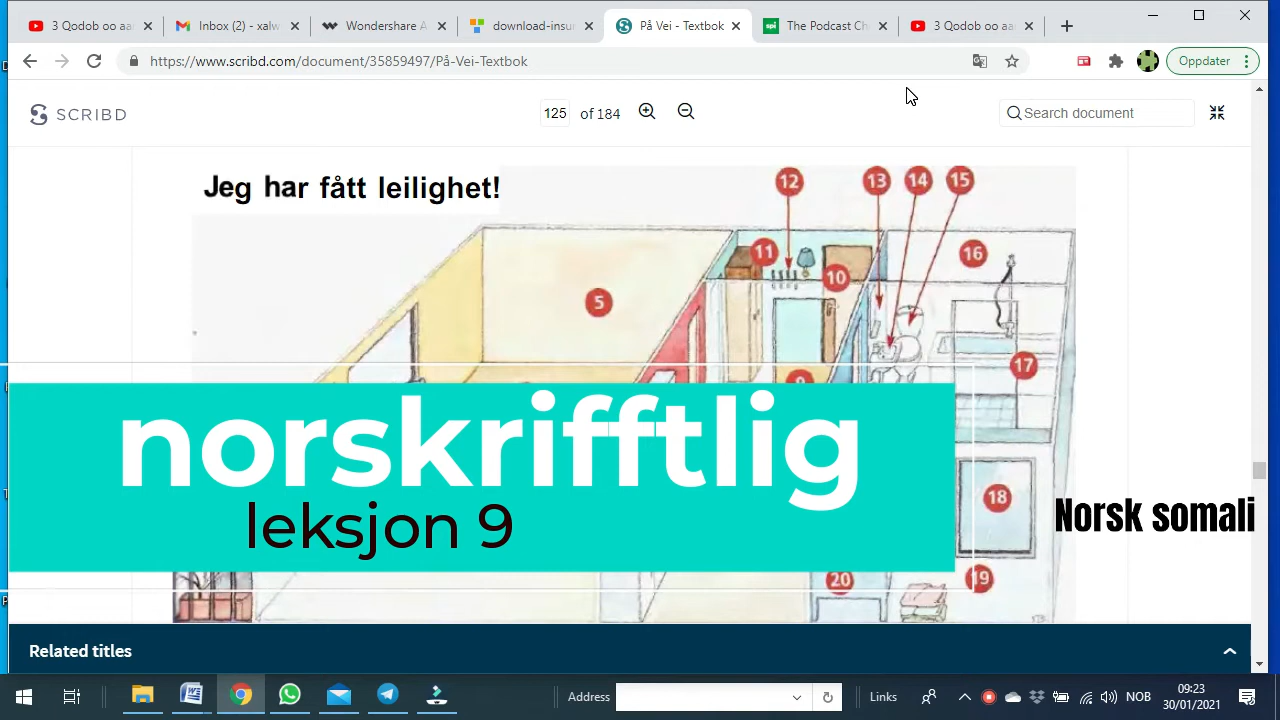 3 Qodob oo aa
Inbox (2) - xalw
Wondershare A
download-insur
På Vei - Textbok
The Podcast Ch
3 Qodob oo aa
https://www.scribd.com/document/35859497/På-Vei-Textbok
Oppdater
SCRIBD
125 of 184
Search document
Jeg har fått leilighet!
12 13 14 15
11 16
10
5
17
9
norskrifftlig
leksjon 9
18
Norsk somali
20 19
Related titles
Address
Links
NOB
09:23
30/01/2021